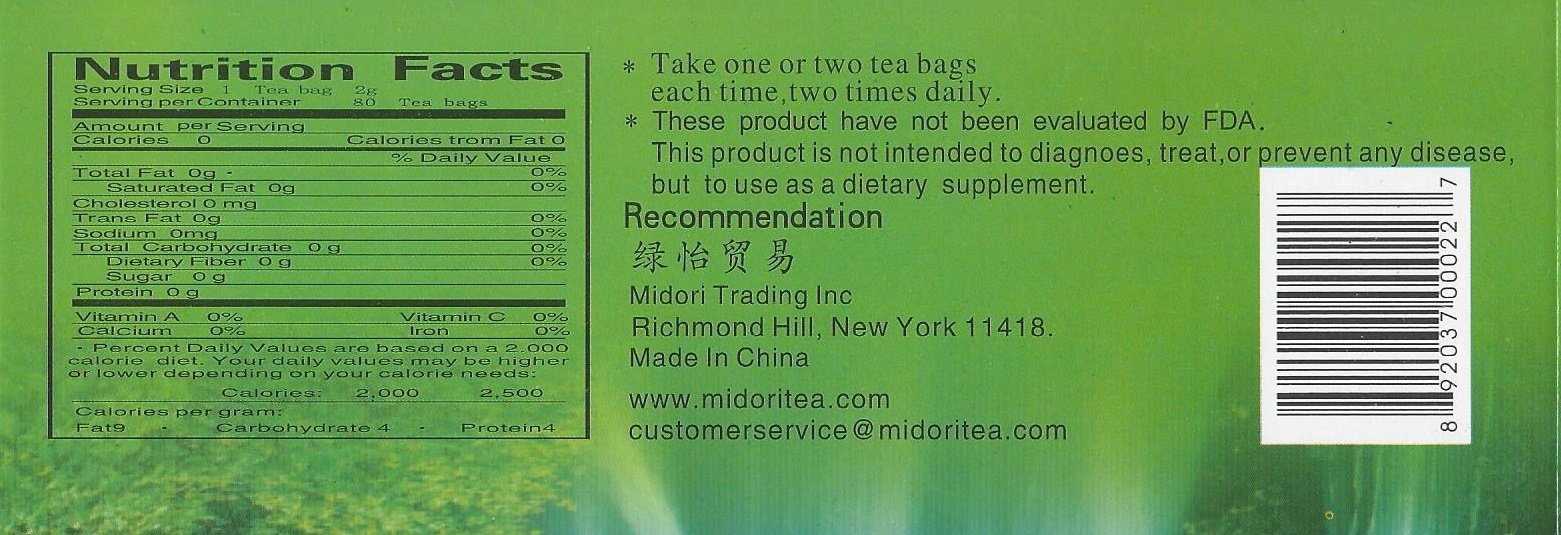 Nutrition Facts
Serving Size 1 Tea bag 2g
Serving per Container 80 Tea bags
Amount per Serving
Calories 0 Calories trom Fat 0
% Daily Value
Total Fat 0g - 0%
Saturated Fat 0g 0%
Cholesterol 0 mg
Trans Fat 0g 0%
Sodium 0mg 0%
Total Carbohydrate 0 g 0%
Dietary Fiber 0 g 0%
Sugar 0 g
Protein 0 g
Vitamin A 0% Vitamin C 0%
Calcium 0% Iron 0%
- Percent Daily Values are based on a 2.000
calorie diet. Your daily values may be higher
or lower depending on your calorie needs:
Calories: 2,000 2,500
Calories per gram:
Fat9 - Carbohydrate 4 - Protein4
* Take one or two tea bags
each time,two times daily.
* These product have not been evaluated by FDA.
This product is not intended to diagnoes, treat,or prevent any disease,
but to use as a dietary supplement.
Recommendation
绿怡贸易
Midori Trading Inc
Richmond Hill, New York 11418.
Made In China
www.midoritea.com
customerservice@midoritea.com
8 92037 00022 7